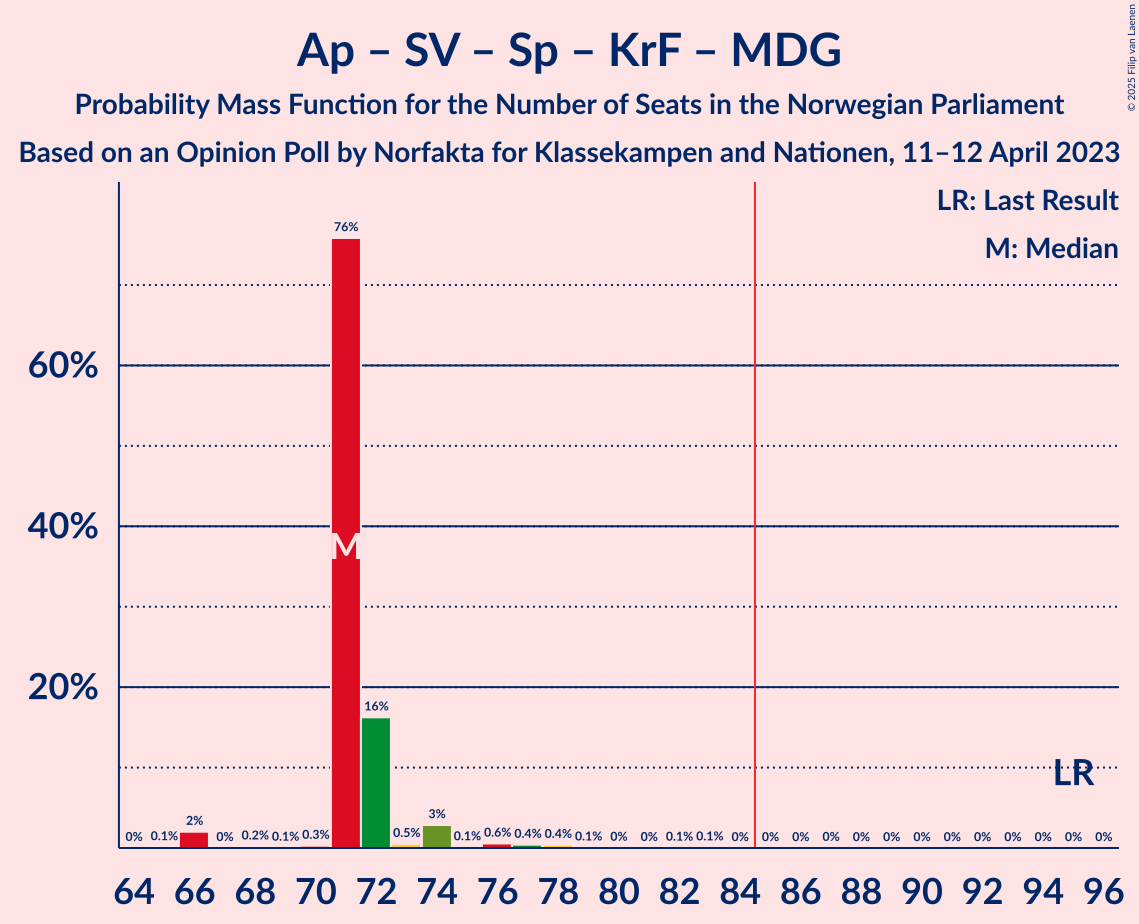 Ap – SV – Sp – KrF – MDG
Probability Mass Function for the Number of Seats in the Norwegian Parliament
Based on an Opinion Poll by Norfakta for Klassekampen and Nationen, 11–12 April 2023
© 2025 Filip van Laenen
LR: Last Result
M: Median
76%
60%
40%
M
20%
16%
LR
0% 0.1% 2% 0% 0.2% 0.1% 0.3% 0.5% 3% 0.1% 0.6% 0.4% 0.4% 0.1% 0% 0% 0.1% 0.1% 0% 0% 0% 0% 0% 0% 0% 0% 0% 0% 0% 0% 0%
64 66 68 70 72 74 76 78 80 82 84 86 88 90 92 94 96